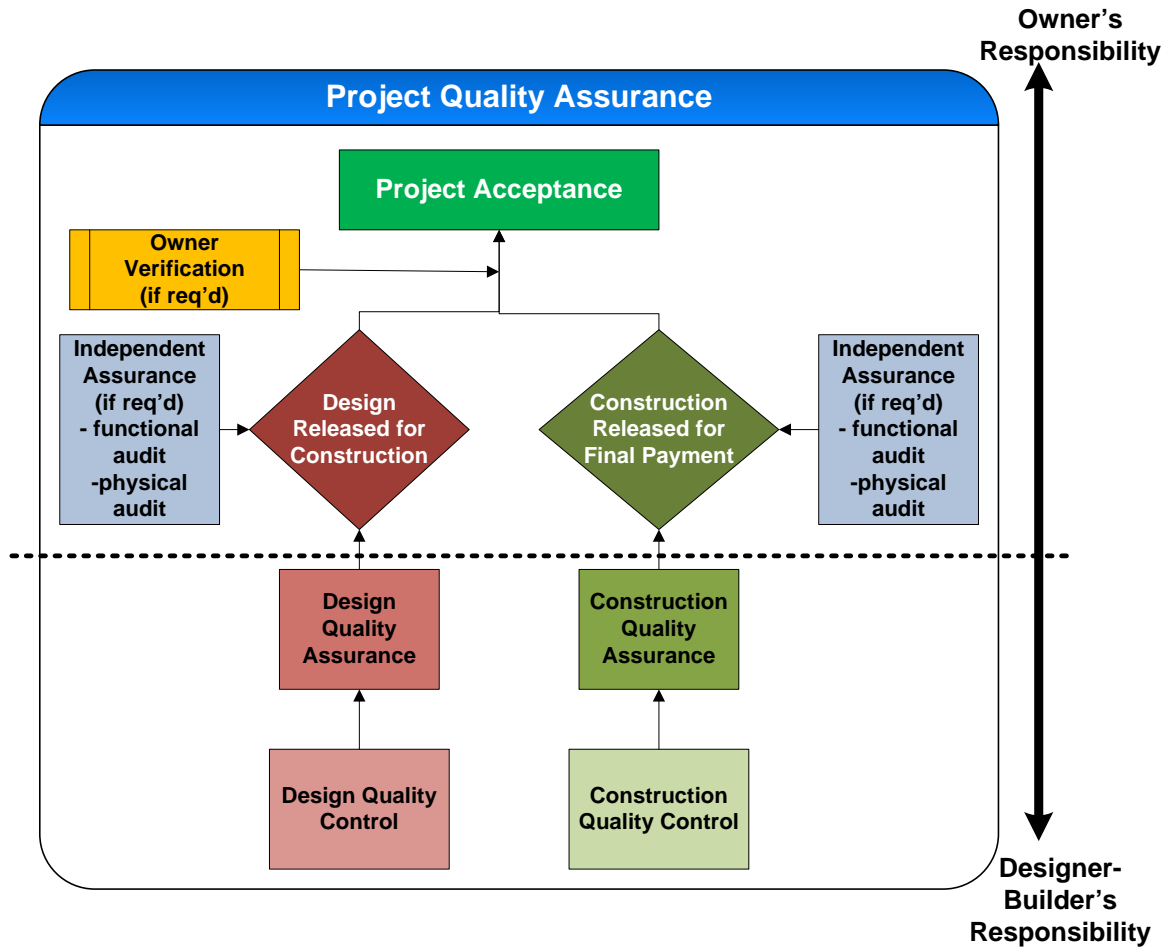 Owner’s
Responsibility
Project Quality Assurance
Project Acceptance
Owner
Verification
(if req’d)
Independent
Assurance
(if req’d)
- functional
audit
-physical
audit
Design
Released for
Construction
Construction
Released for
Final Payment
Independent
Assurance
(if req’d)
- functional
audit
-physical
audit
Design
Quality
Assurance
Construction
Quality
Assurance
Design Quality
Control
Construction
Quality Control
Designer-
Builder’s
Responsibility